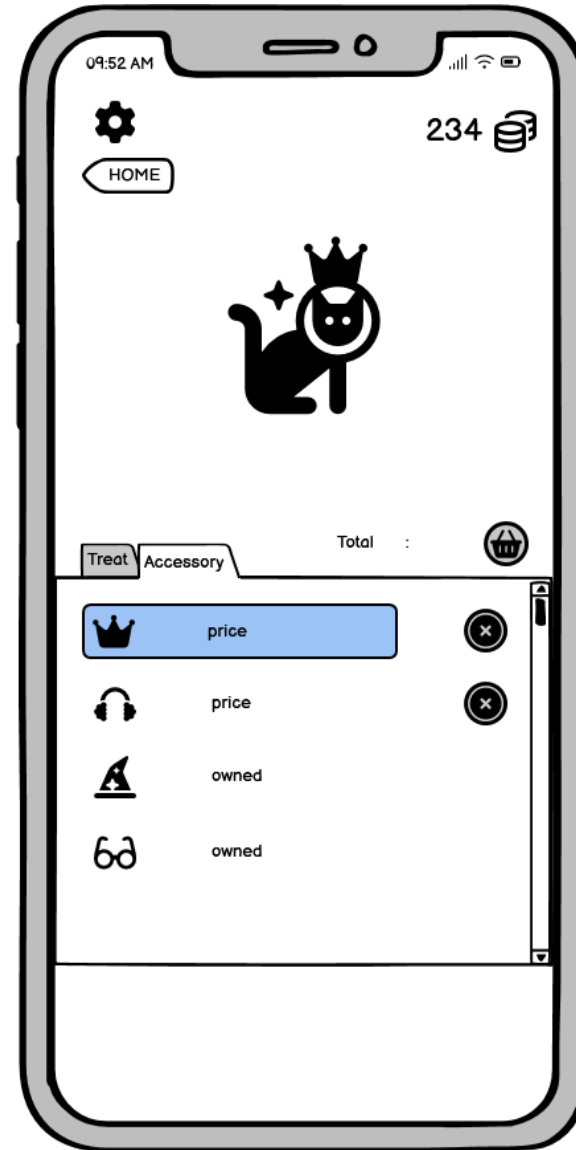 09:52 AM
234
HOME
Total :
Treat Accessory
price
price
owned
owned